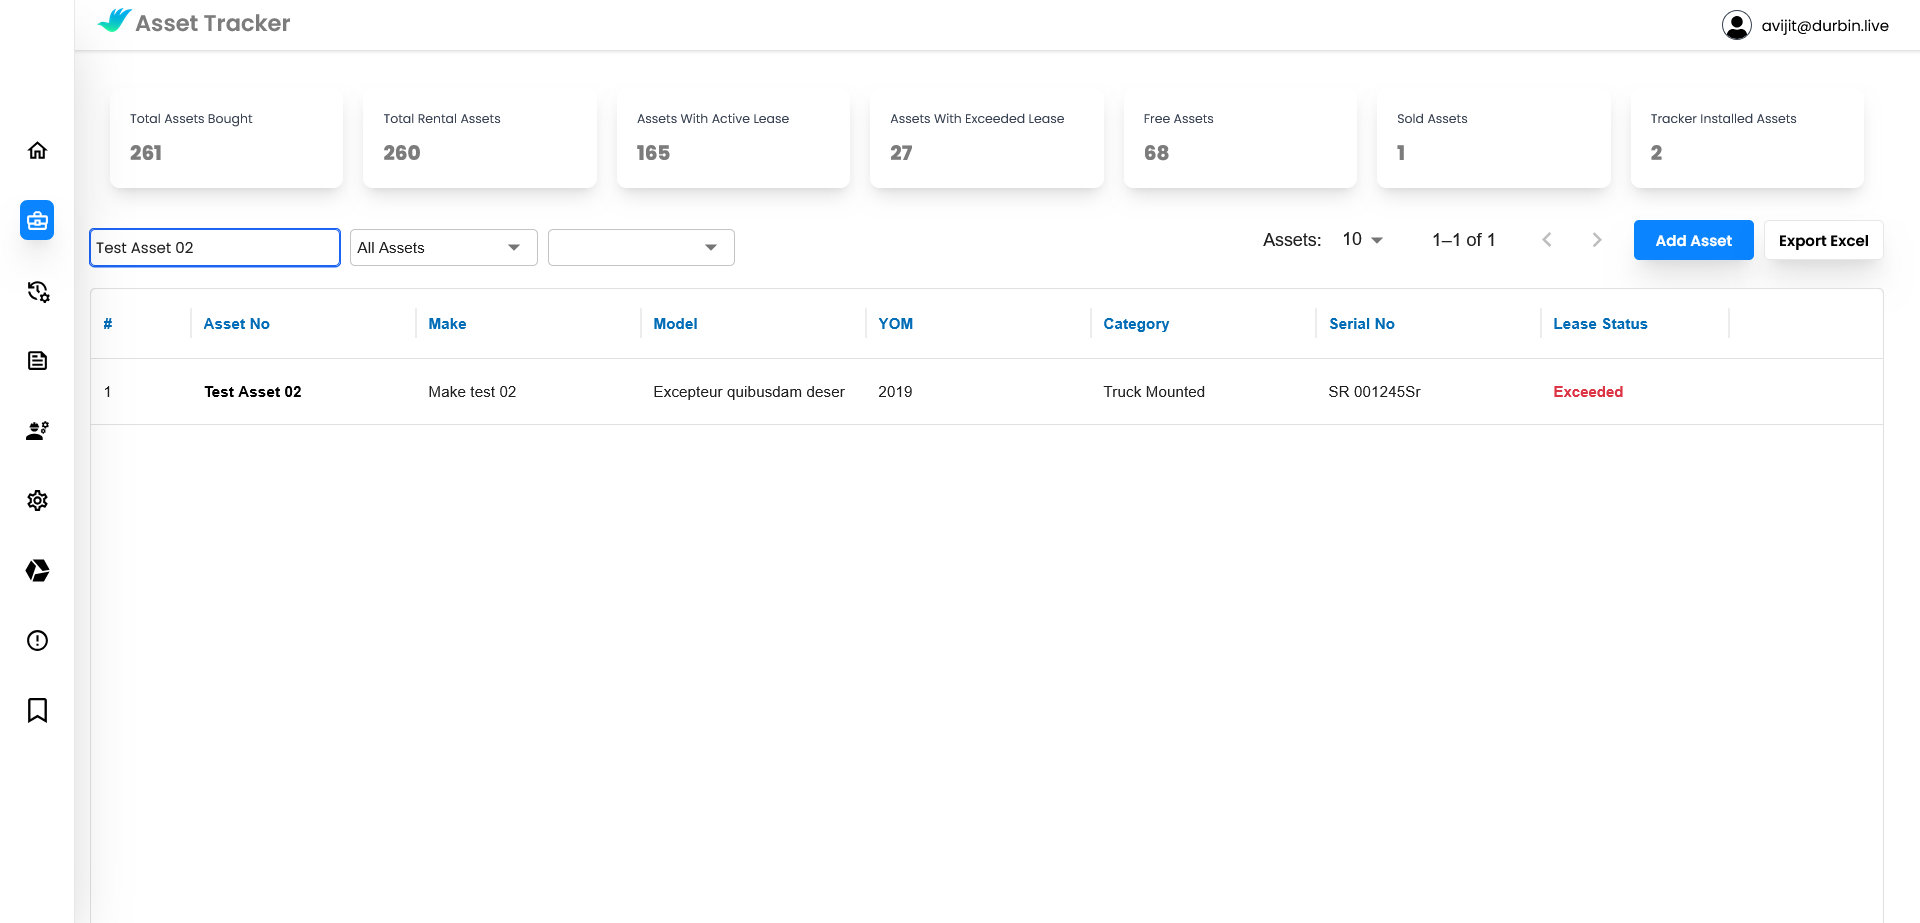 Asset Tracker
avijit@durbin.live
Total Assets Bought
261
Total Rental Assets
260
Assets With Active Lease
165
Assets With Exceeded Lease
27
Free Assets
68
Sold Assets
1
Tracker Installed Assets
2
Test Asset 02
All Assets
Assets: 10 1–1 of 1
Add Asset
Export Excel
# Asset No Make Model YOM Category Serial No Lease Status
1 Test Asset 02 Make test 02 Excepteur quibusdam deser 2019 Truck Mounted SR 001245Sr Exceeded